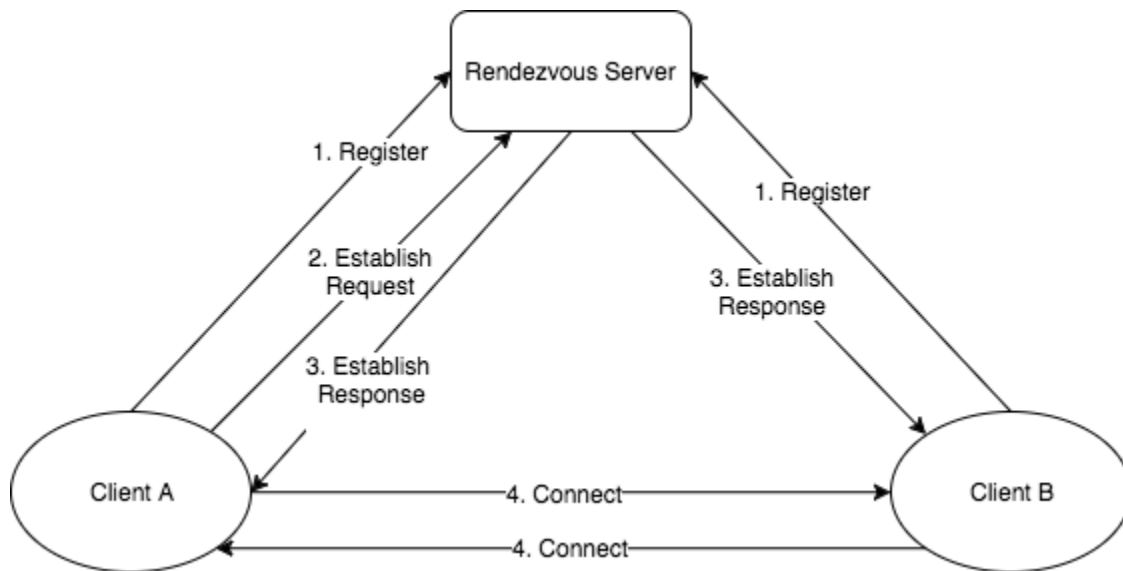 Rendezvous Server
1. Register
1. Register
2. Establish
Request
3. Establish
Response
3. Establish
Response
Client A
4. Connect
Client B
4. Connect